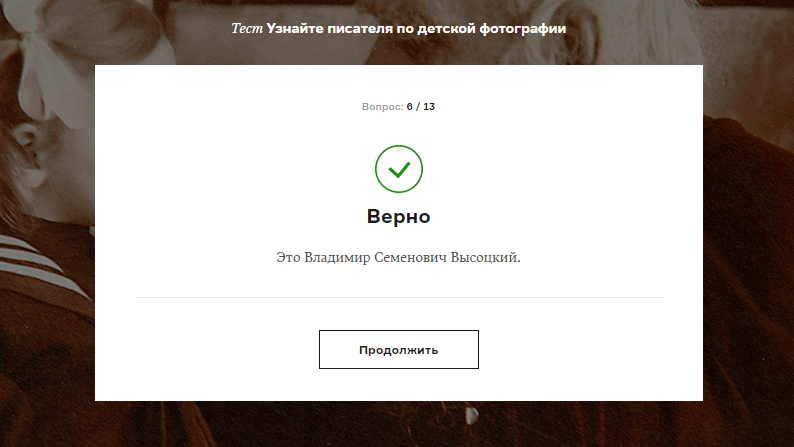 Тест Узнайте писателя по детской фотографии
Вопрос: 6 / 13
Верно
Это Владимир Семенович Высоцкий.
Продолжить